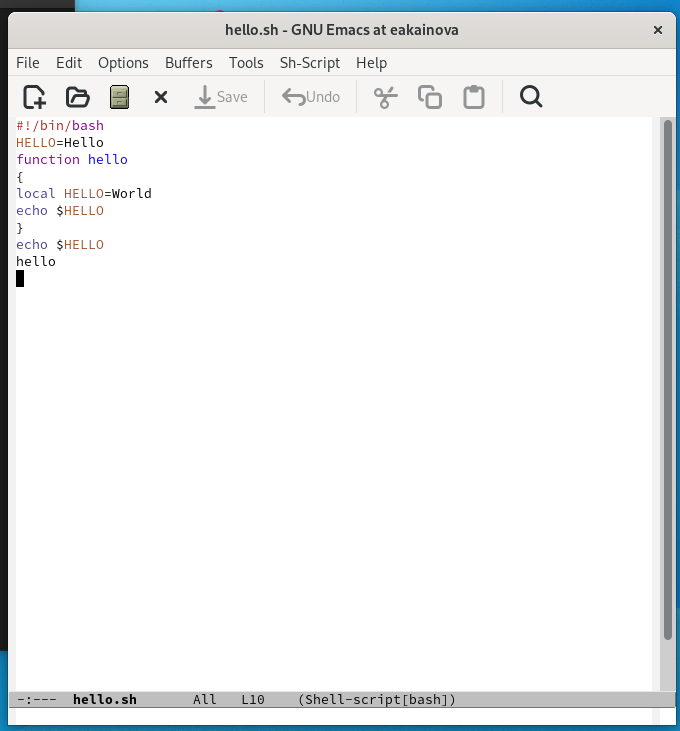 hello.sh - GNU Emacs at eakainova
File Edit Options Buffers Tools Sh-Script Help
Save Undo
#!/bin/bash
HELLO=Hello
function hello
{
local HELLO=World
echo $HELLO
}
echo $HELLO
hello
-:--- hello.sh All L10 (Shell-script[bash])